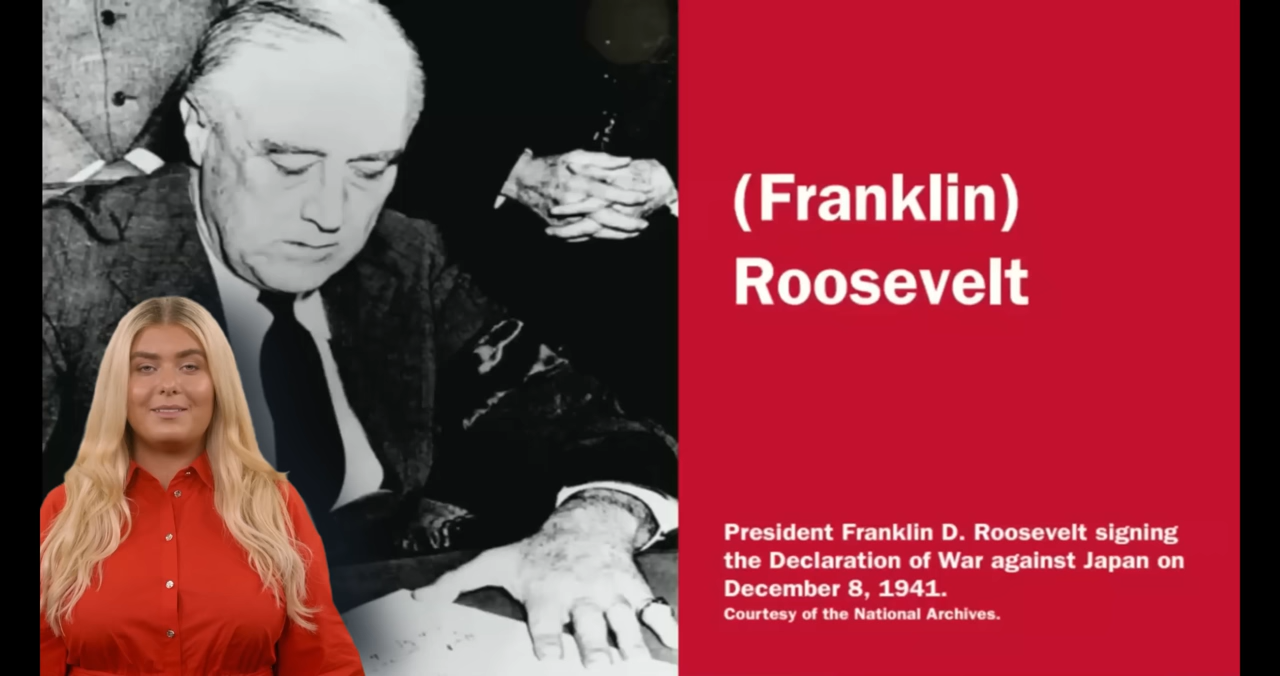 (Franklin)
Roosevelt
President Franklin D. Roosevelt signing
the Declaration of War against Japan on
December 8, 1941.
Courtesy of the National Archives.